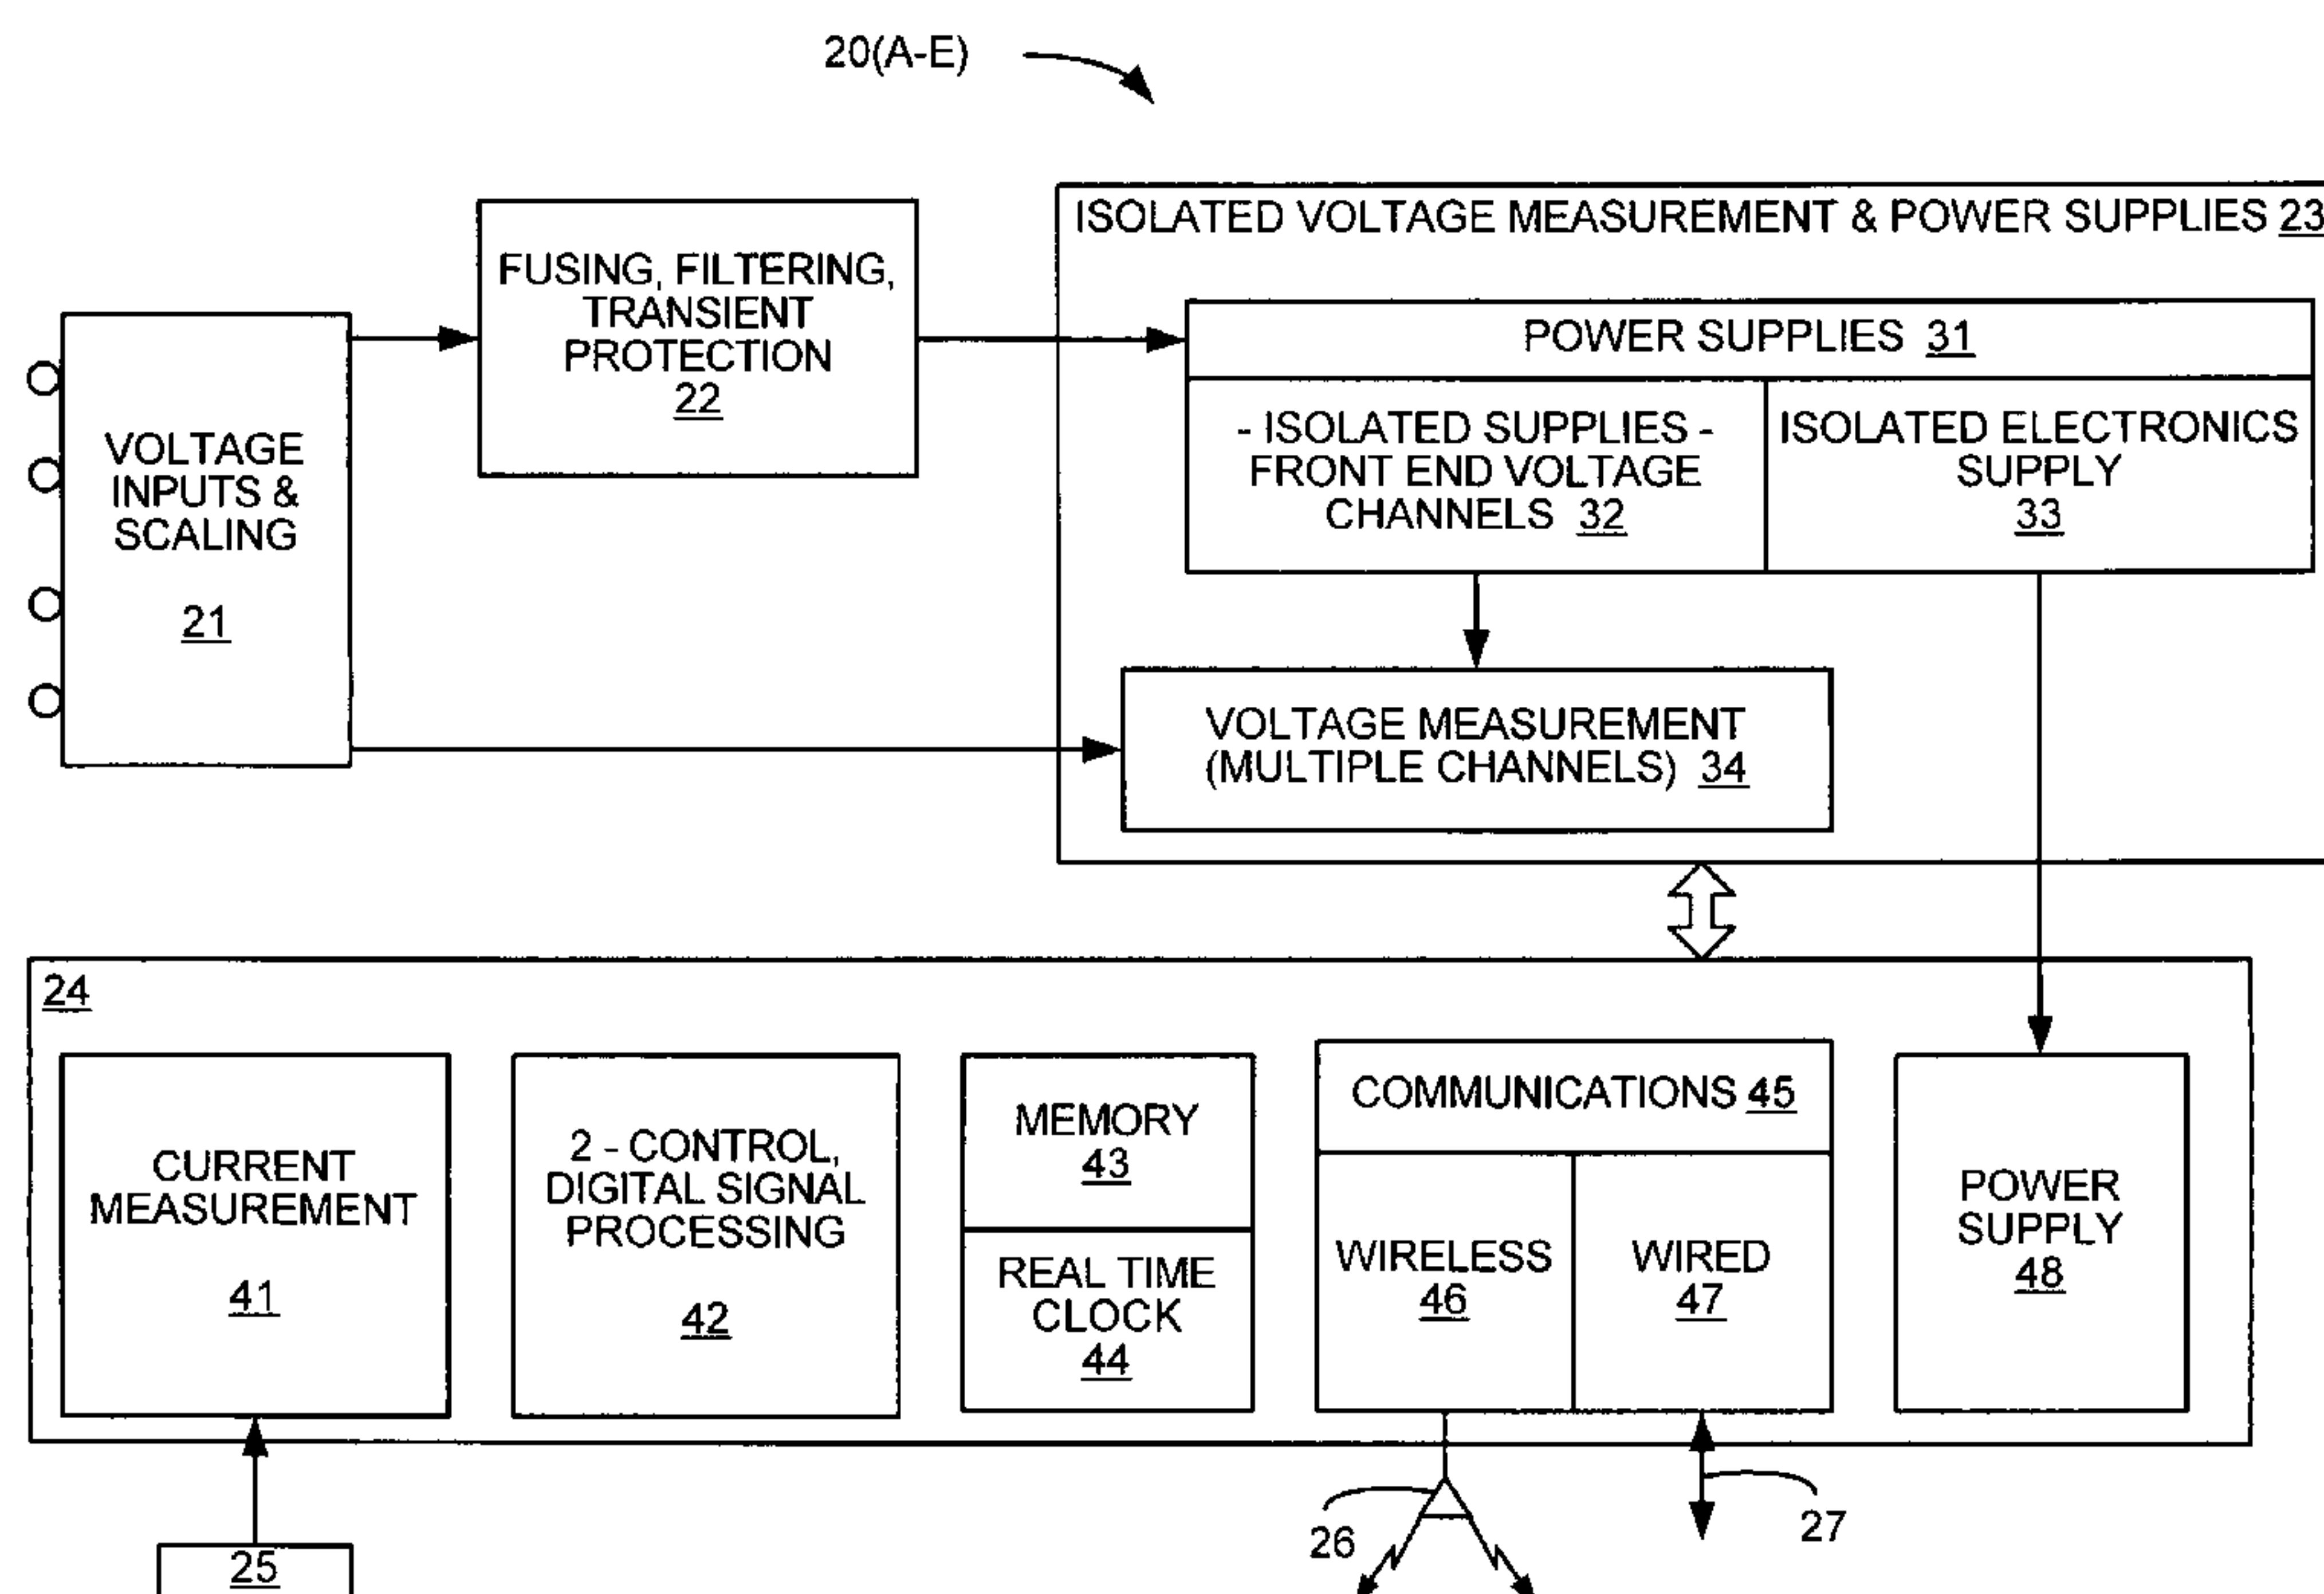 20(A-E)
ISOLATED VOLTAGE MEASUREMENT & POWER SUPPLIES 23
FUSING, FILTERING,
TRANSIENT
PROTECTION
22
POWER SUPPLIES 31
- ISOLATED SUPPLIES -
FRONT END VOLTAGE
CHANNELS 32
ISOLATED ELECTRONICS
SUPPLY
33
VOLTAGE
INPUTS &
SCALING
21
VOLTAGE MEASUREMENT
(MULTIPLE CHANNELS) 34
24
CURRENT
MEASUREMENT
41
2 - CONTROL,
DIGITAL SIGNAL
PROCESSING
42
MEMORY
43
REAL TIME
CLOCK
44
COMMUNICATIONS 45
WIRELESS
46
WIRED
47
POWER
SUPPLY
48
25
26
27